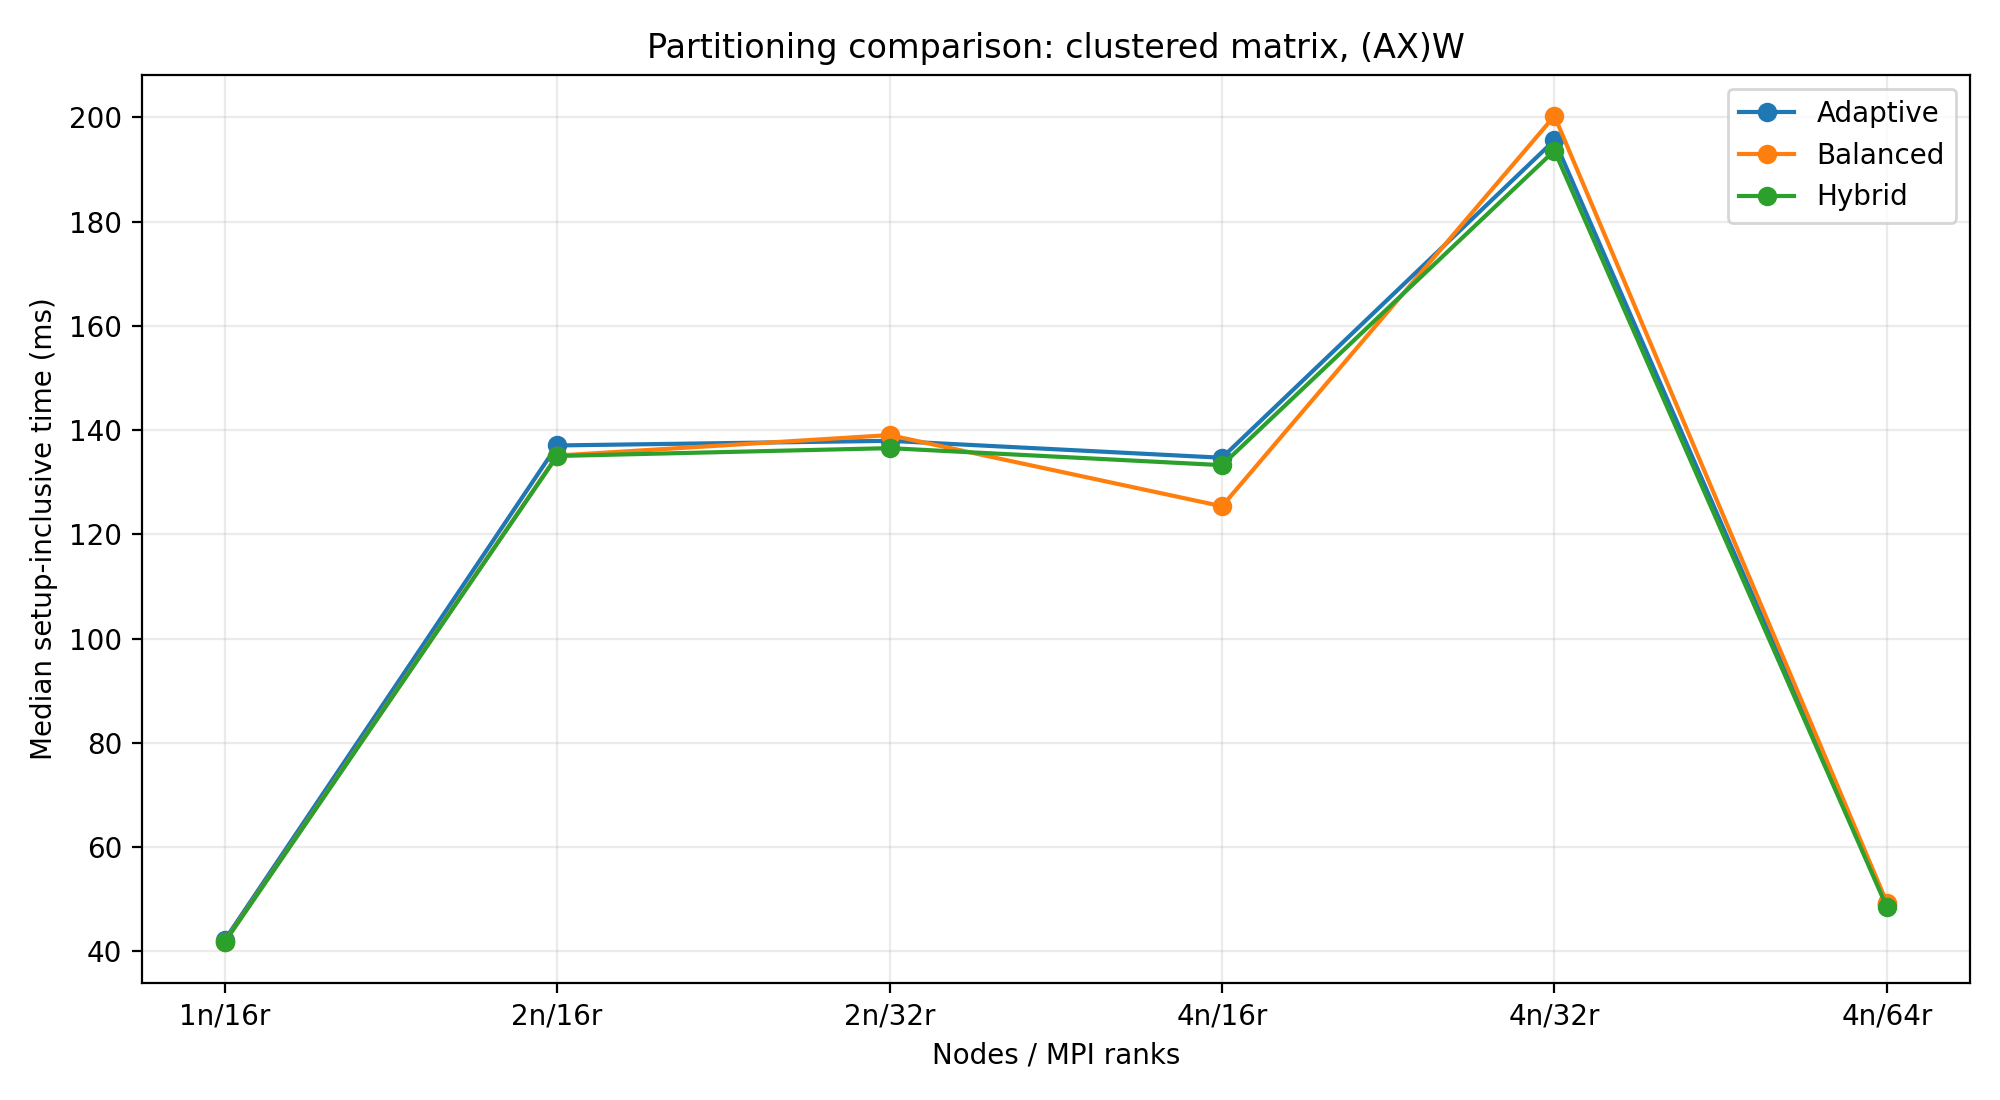 Partitioning comparison: clustered matrix, (AX)W
Median setup-inclusive time (ms)
200
180
160
140
120
100
80
60
40
Adaptive
Balanced
Hybrid
1n/16r 2n/16r 2n/32r 4n/16r 4n/32r 4n/64r
Nodes / MPI ranks